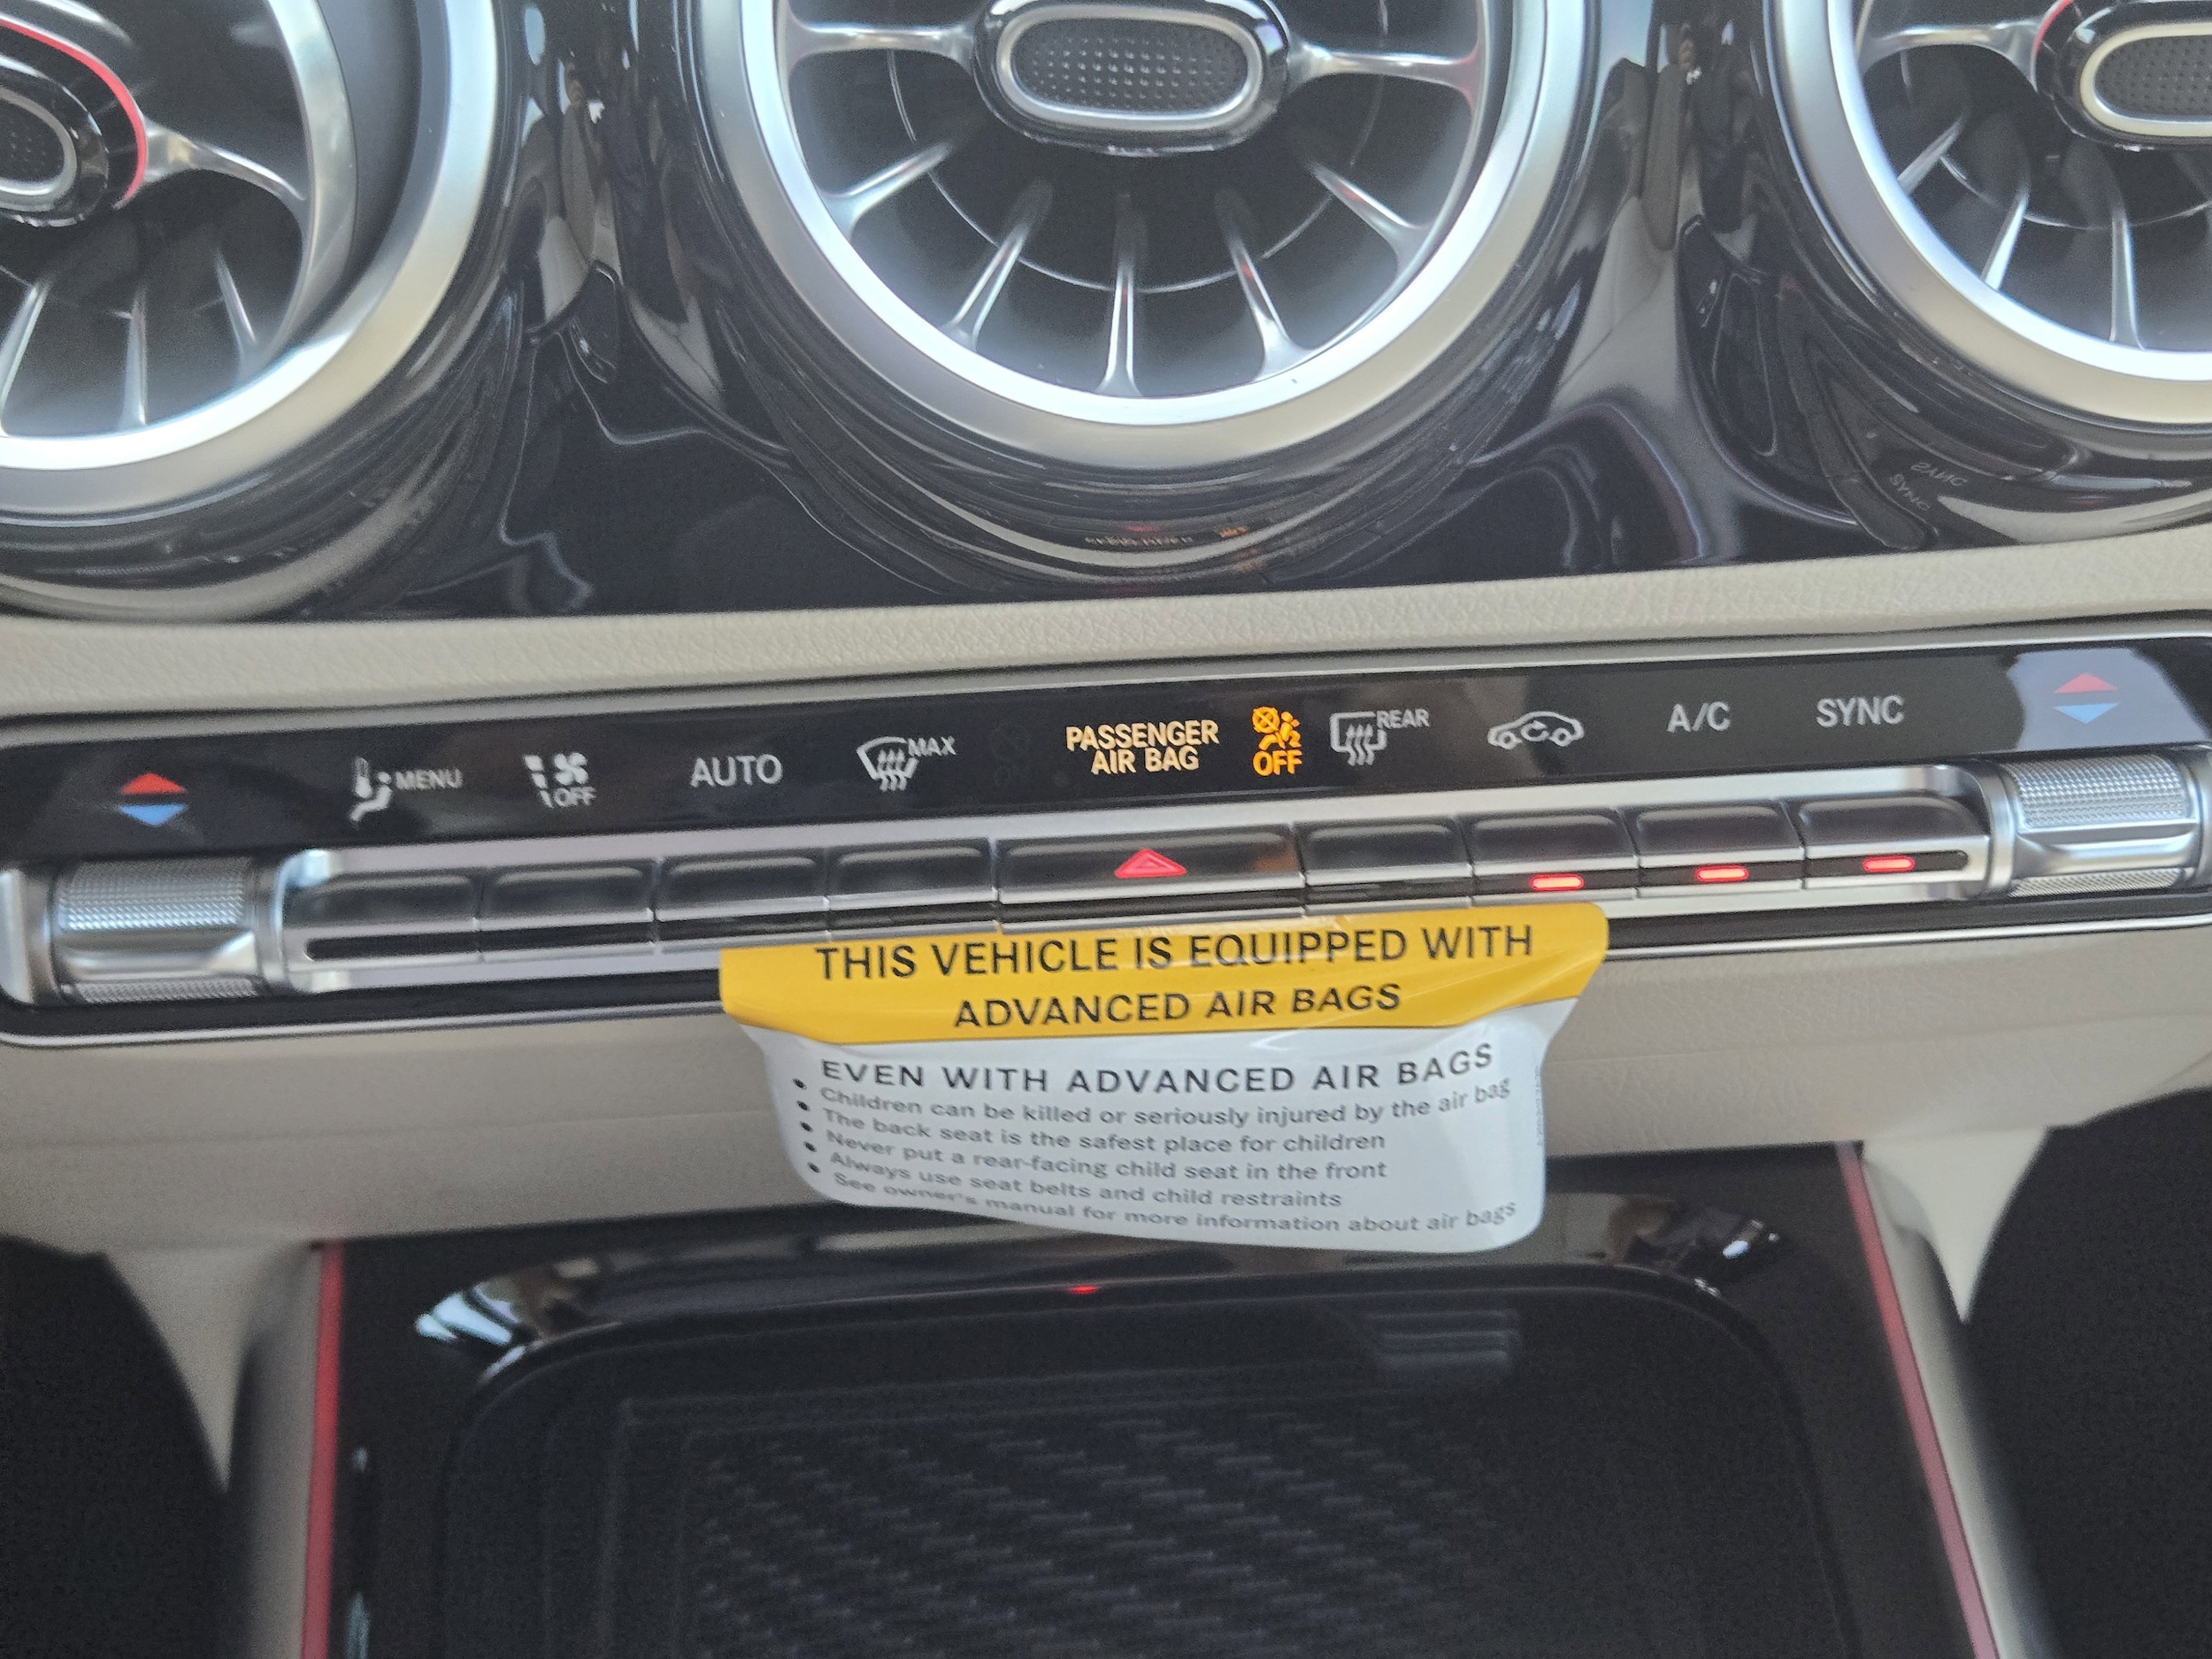 MENU
OFF
AUTO
MAX
PASSENGER
AIR BAG
OFF
REAR
A/C
SYNC
THIS VEHICLE IS EQUIPPED WITH
ADVANCED AIR BAGS
EVEN WITH ADVANCED AIR BAGS
• Children can be killed or seriously injured by the air bag
• The back seat is the safest place for children
• Never put a rear-facing child seat in the front
• Always use seat belts and child restraints
• See owner's manual for more information about air bags